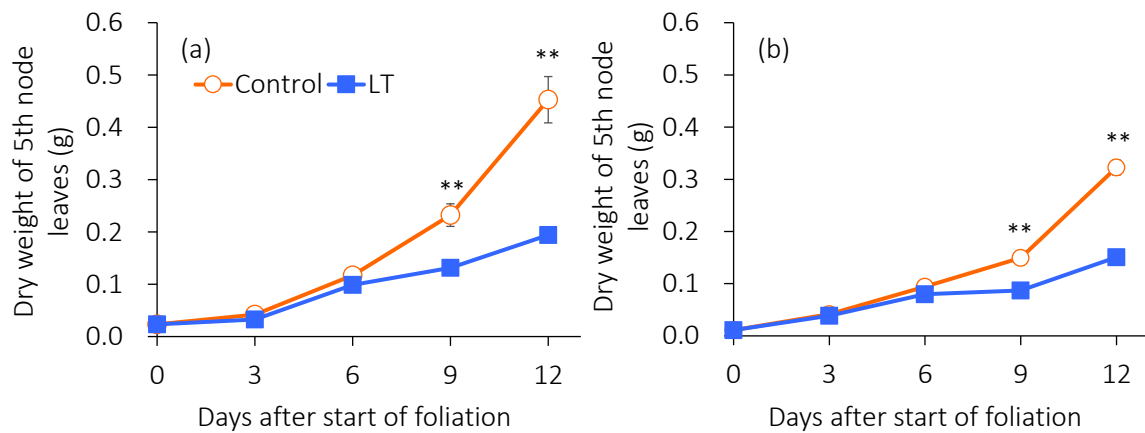 Dry weight of 5th node
leaves (g)
0.6
0.5
0.4
0.3
0.2
0.1
0.0
(a)
Control
LT
**
**
0
3
6
9
12
Days after start of foliation
Dry weight of 5th node
leaves (g)
0.6
0.5
0.4
0.3
0.2
0.1
0.0
(b)
**
**
0
3
6
9
12
Days after start of foliation